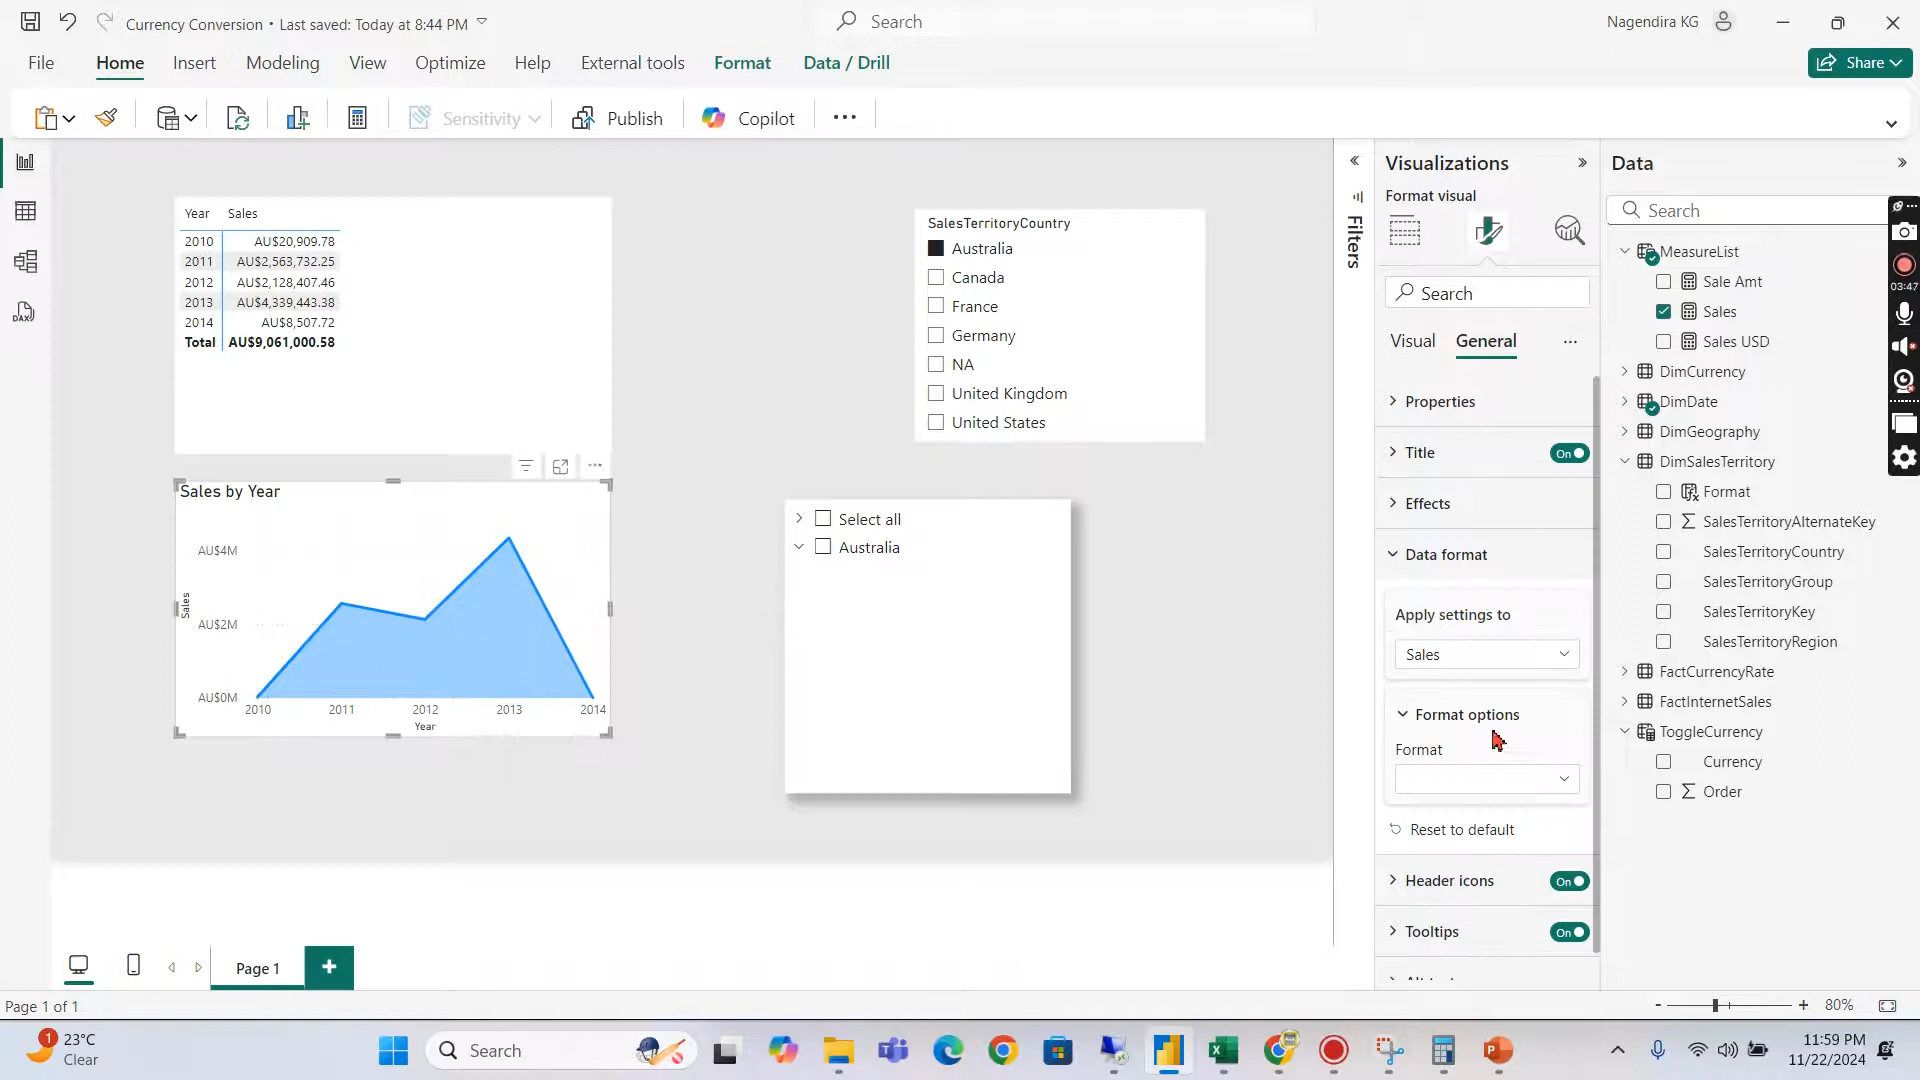 Currency Conversion • Last saved: Today at 8:44 PM
Search
Nagendira KG
File
Home
Insert
Modeling
View
Optimize
Help
External tools
Format
Data / Drill
Share
Sensitivity
Publish
Copilot
Year Sales
2010 AU$20,909.78
2011 AU$2,563,732.25
2012 AU$2,128,407.46
2013 AU$4,339,443.38
2014 AU$8,507.72
Total AU$9,061,000.58
SalesTerritoryCountry
Australia
Canada
France
Germany
NA
United Kingdom
United States
Sales by Year
AU$4M
AU$2M
AU$0M
Sales
2010 2011 2012 2013 2014
Year
Select all
Australia
Filters
Visualizations
Format visual
Search
Visual
General
Properties
Title On
Effects
Data format
Apply settings to
Sales
Format options
Format
Reset to default
Header icons On
Tooltips On
Data
Search
MeasureList
Sale Amt
Sales
Sales USD
DimCurrency
DimDate
DimGeography
DimSalesTerritory
Format
SalesTerritoryAlternateKey
SalesTerritoryCountry
SalesTerritoryGroup
SalesTerritoryKey
SalesTerritoryRegion
FactCurrencyRate
FactInternetSales
ToggleCurrency
Currency
Order
03:47
DAX
Page 1
Page 1 of 1
80%
1
23°C
Clear
Search
11:59 PM
11/22/2024